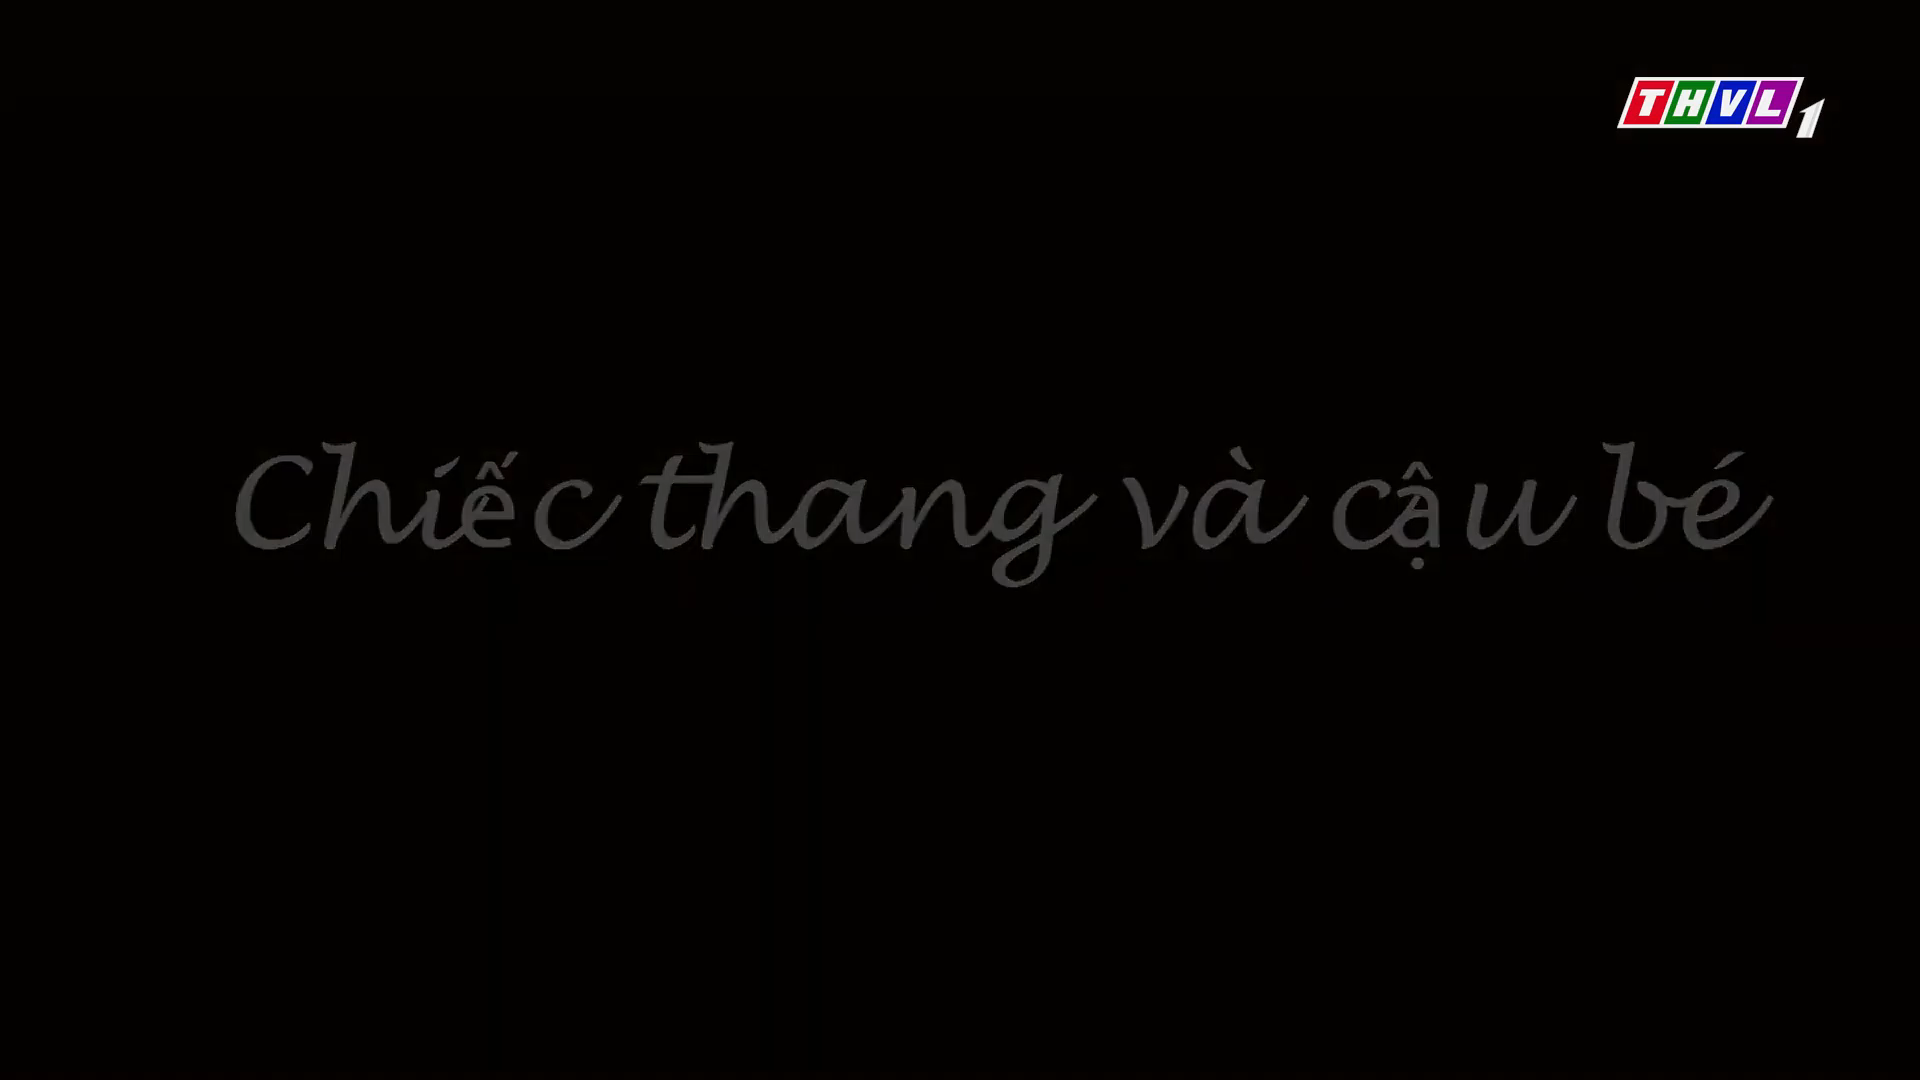 THVL1
Chiếc thang và cậu bé